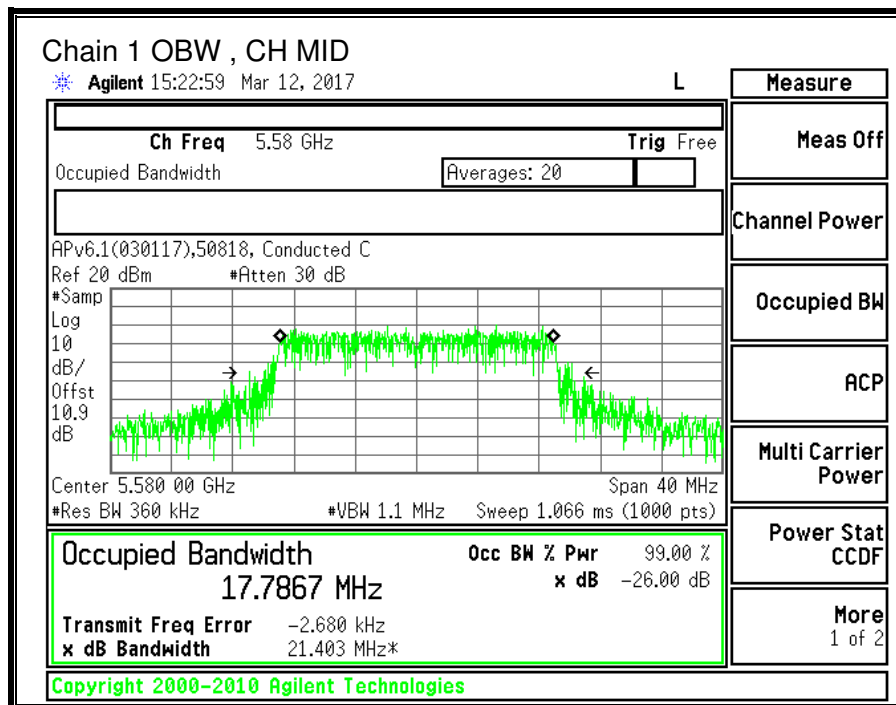 Chain 1 OBW , CH MID
Agilent 15:22:59 Mar 12, 2017 L
Measure
Ch Freq 5.58 GHz Trig Free
Meas Off
Occupied Bandwidth Averages: 20
Channel Power
APv6.1(030117),50818, Conducted C
Ref 20 dBm #Atten 30 dB
#Samp
Log
10
dB/
Offst
10.9
dB
Occupied BW
ACP
Center 5.580 00 GHz Span 40 MHz
#Res BW 360 kHz #VBW 1.1 MHz Sweep 1.066 ms (1000 pts)
Multi Carrier
Power
Occupied Bandwidth Occ BW % Pwr 99.00 %
17.7867 MHz x dB -26.00 dB
Power Stat
CCDF
Transmit Freq Error -2.680 kHz
x dB Bandwidth 21.403 MHz*
More
1 of 2
Copyright 2000-2010 Agilent Technologies